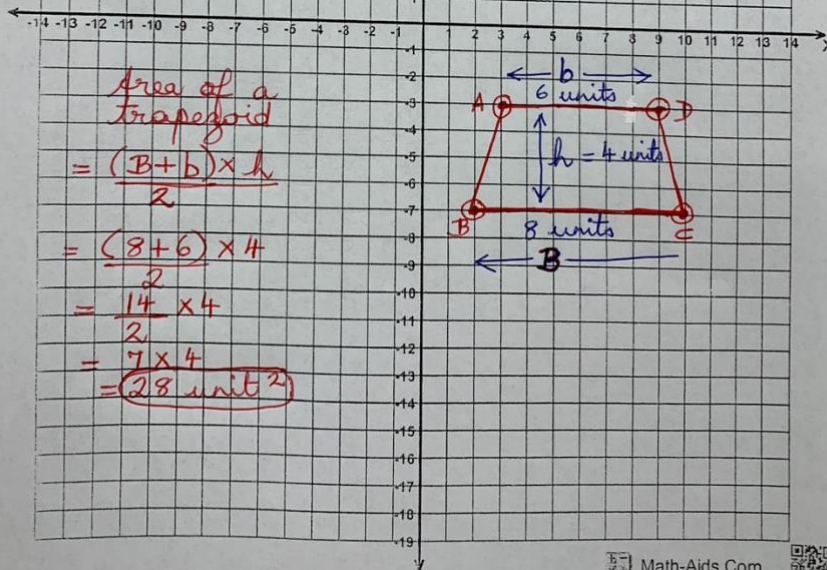 -14 -13 -12 -11 -10 -9 -8 -7 -6 -5 -4 -3 -2 -1 1 2 3 4 5 6 7 8 9 10 11 12 13 14
-1
-2
-3
-4
-5
-6
-7
-8
-9
-10
-11
-12
-13
-14
-15
-16
-17
-18
-19
Area of a
trapezoid
= (B+b) × h
2
= (8+6) × 4
2
= 14 × 4
2
= 7 × 4
= 28 unit²
b
6 units
A D
h = 4 units
B C
8 units
B
Math-Aids.Com